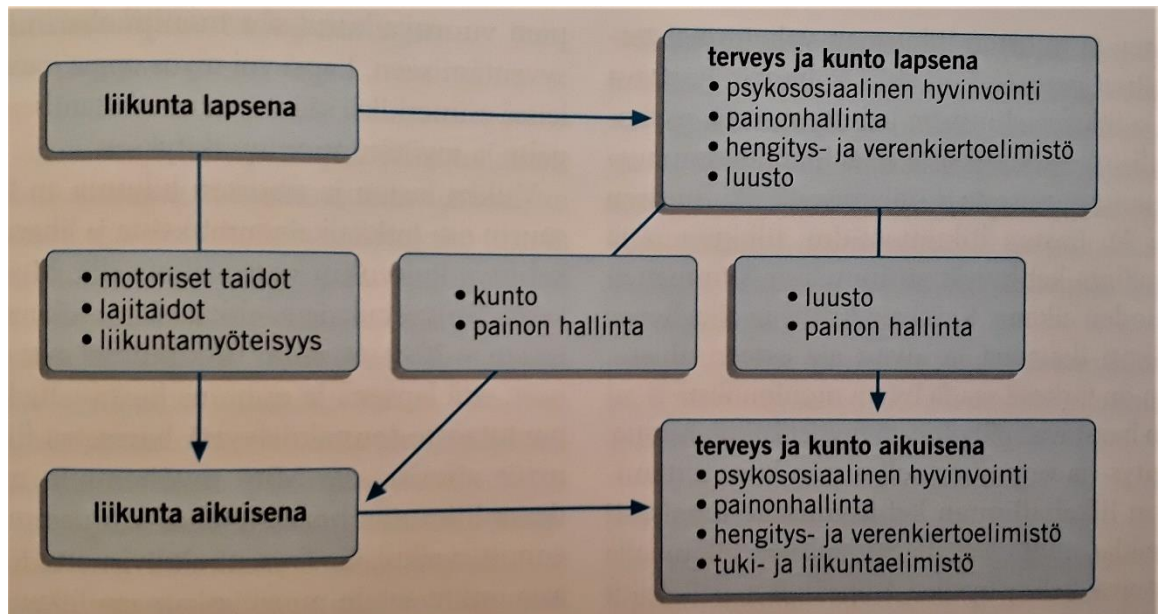 liikunta lapsena
terveys ja kunto lapsena
• psykososiaalinen hyvinvointi
• painonhallinta
• hengitys- ja verenkiertoelimistö
• luusto
• motoriset taidot
• lajitaidot
• liikuntamyöteisyys
• kunto
• painon hallinta
• luusto
• painon hallinta
liikunta aikuisena
terveys ja kunto aikuisena
• psykososiaalinen hyvinvointi
• painonhallinta
• hengitys- ja verenkiertoelimistö
• tuki- ja liikuntaelimistö